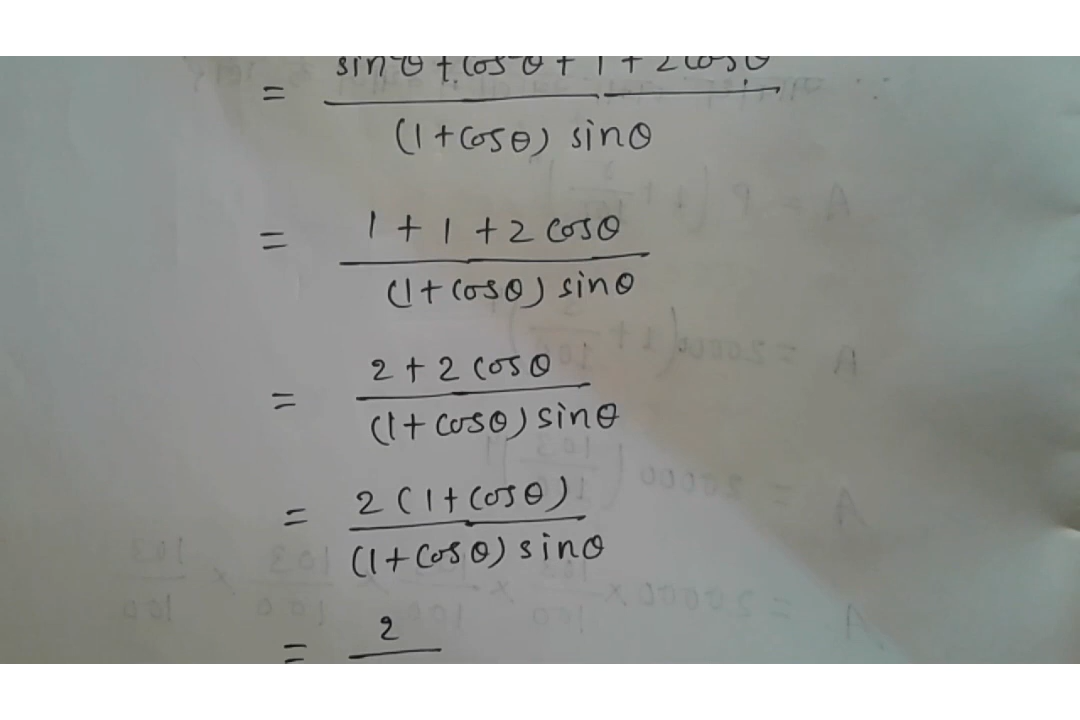 = sin²θ + cos²θ + 1 + 2cosθ
(1 + cosθ) sinθ
= 1 + 1 + 2 cosθ
(1 + cosθ) sinθ
= 2 + 2 cosθ
(1 + cosθ) sinθ
= 2 (1 + cosθ)
(1 + cosθ) sinθ
= 2